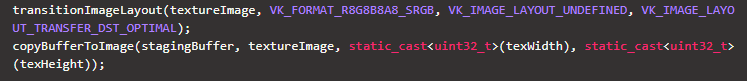 transitionImageLayout(textureImage, VK_FORMAT_R8G8B8A8_SRGB, VK_IMAGE_LAYOUT_UNDEFINED, VK_IMAGE_LAYO
UT_TRANSFER_DST_OPTIMAL);
copyBufferToImage(stagingBuffer, textureImage, static_cast<uint32_t>(texWidth), static_cast<uint32_t>
(texHeight));